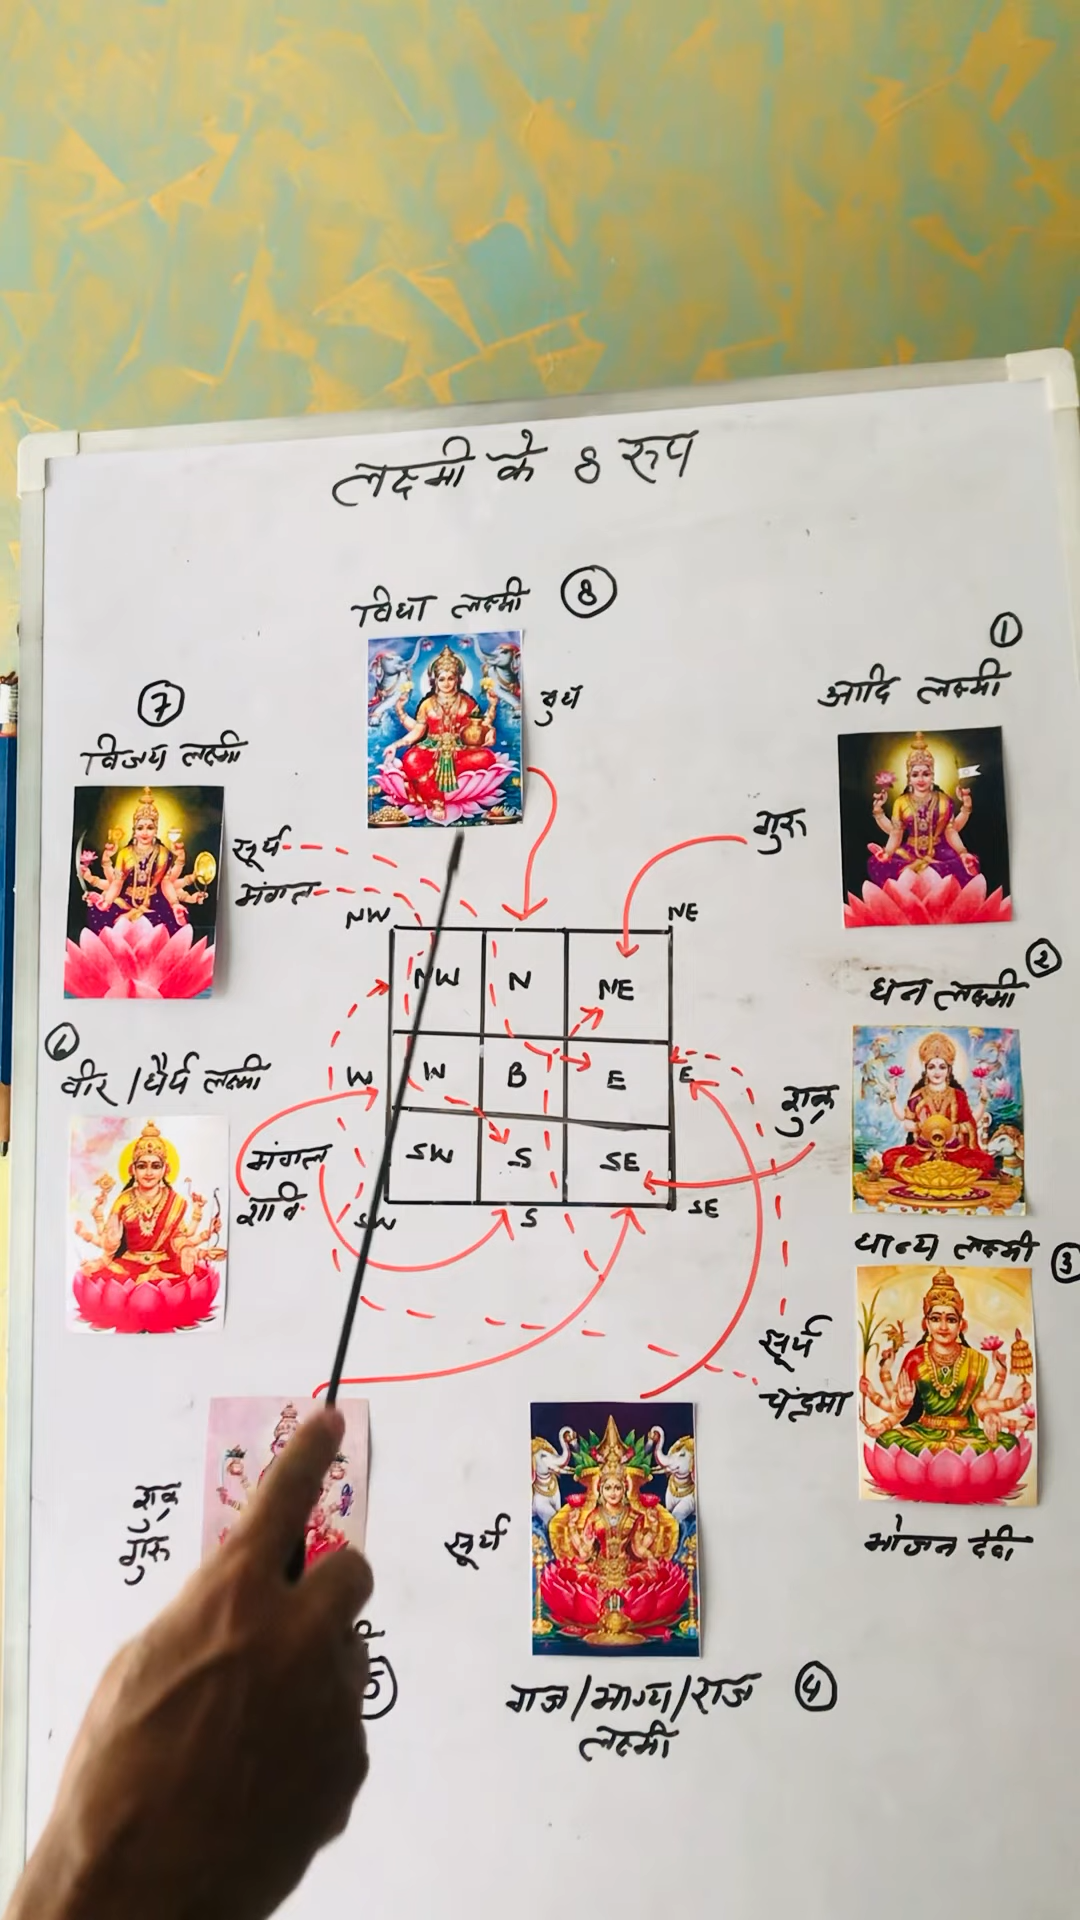 लक्ष्मी के 8 रुप
विधा लक्ष्मी 8
बुध
1
आदि लक्ष्मी
7
विजय लक्ष्मी
सूर्य
मंगल
गुरु
NW
NE
NW N NE
2
धन लक्ष्मी
6
वीर/धैर्य लक्ष्मी
W
W B E
E
शुक्र
मंगल
शनि
SW S SE
SW S SE
धान्य लक्ष्मी 3
सूर्य
चंद्रमा
शुक्र
गुरु
सूर्य
भोजन देवी
गज/भाग्य/राज 4
लक्ष्मी